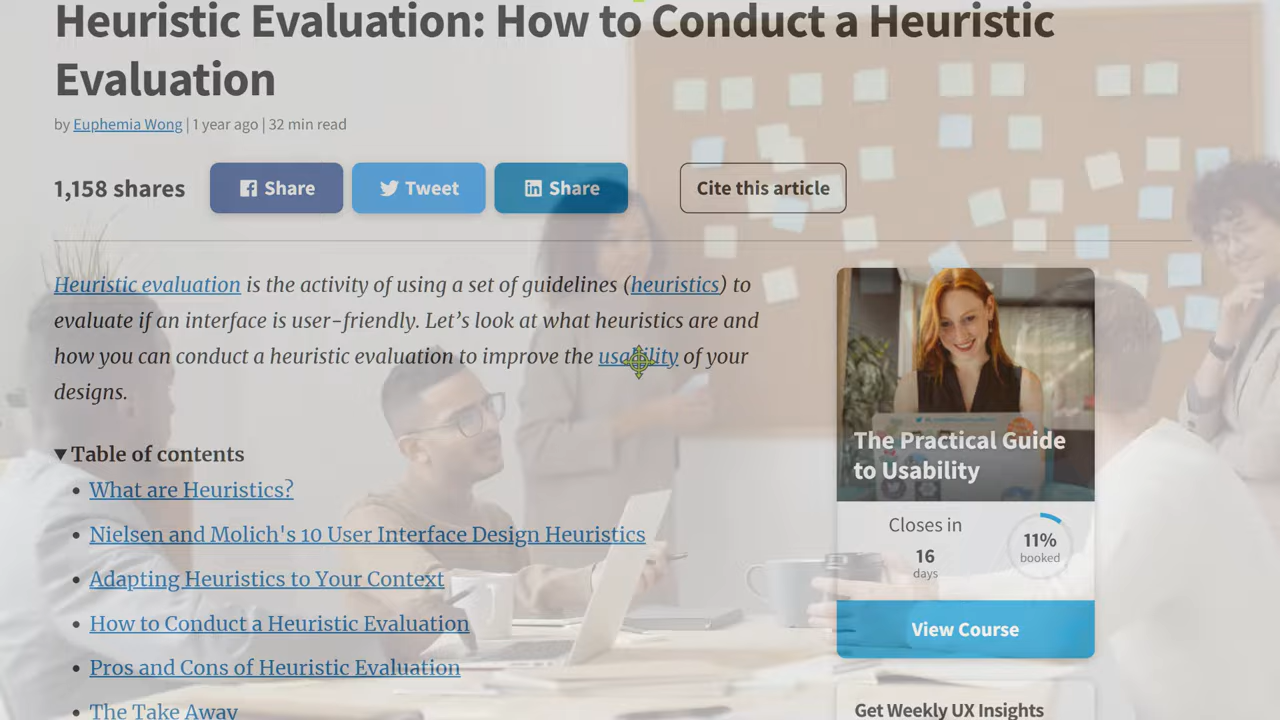 Heuristic Evaluation: How to Conduct a Heuristic
Evaluation
by Euphemia Wong | 1 year ago | 32 min read
1,158 shares
Share
Tweet
Share
Cite this article
Heuristic evaluation is the activity of using a set of guidelines (heuristics) to
evaluate if an interface is user-friendly. Let’s look at what heuristics are and
how you can conduct a heuristic evaluation to improve the usability of your
designs.
▼Table of contents
• What are Heuristics?
• Nielsen and Molich's 10 User Interface Design Heuristics
• Adapting Heuristics to Your Context
• How to Conduct a Heuristic Evaluation
• Pros and Cons of Heuristic Evaluation
• The Take Away
The Practical Guide
to Usability
Closes in
16
days
11%
booked
View Course
Get Weekly UX Insights